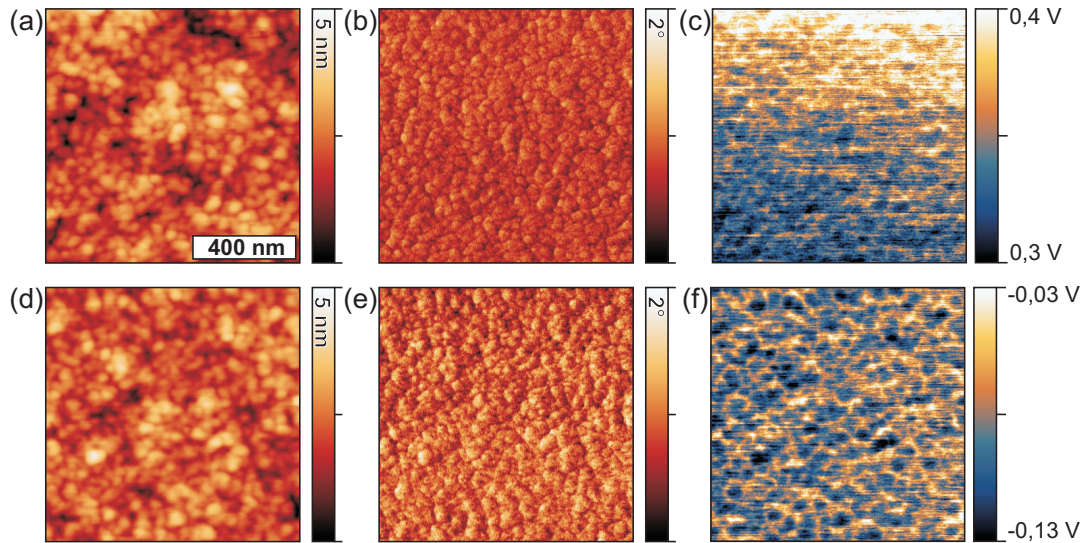 (a)
400 nm
5 nm
(b)
2°
(c)
0,4 V
0,3 V
(d)
5 nm
(e)
2°
(f)
-0,03 V
-0,13 V